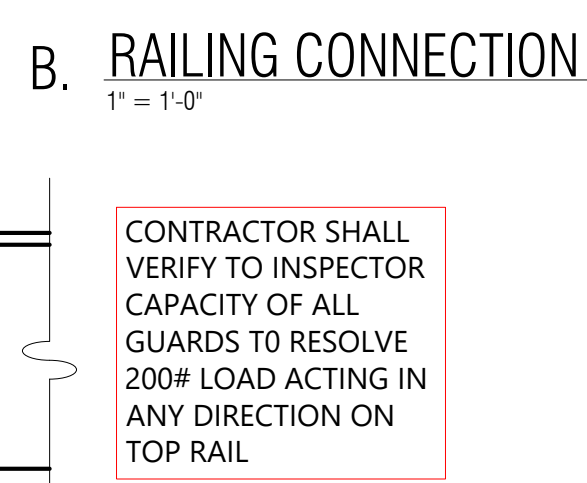 B. RAILING CONNECTION
1" = 1'-0"
CONTRACTOR SHALL
VERIFY TO INSPECTOR
CAPACITY OF ALL
GUARDS T0 RESOLVE
200# LOAD ACTING IN
ANY DIRECTION ON
TOP RAIL